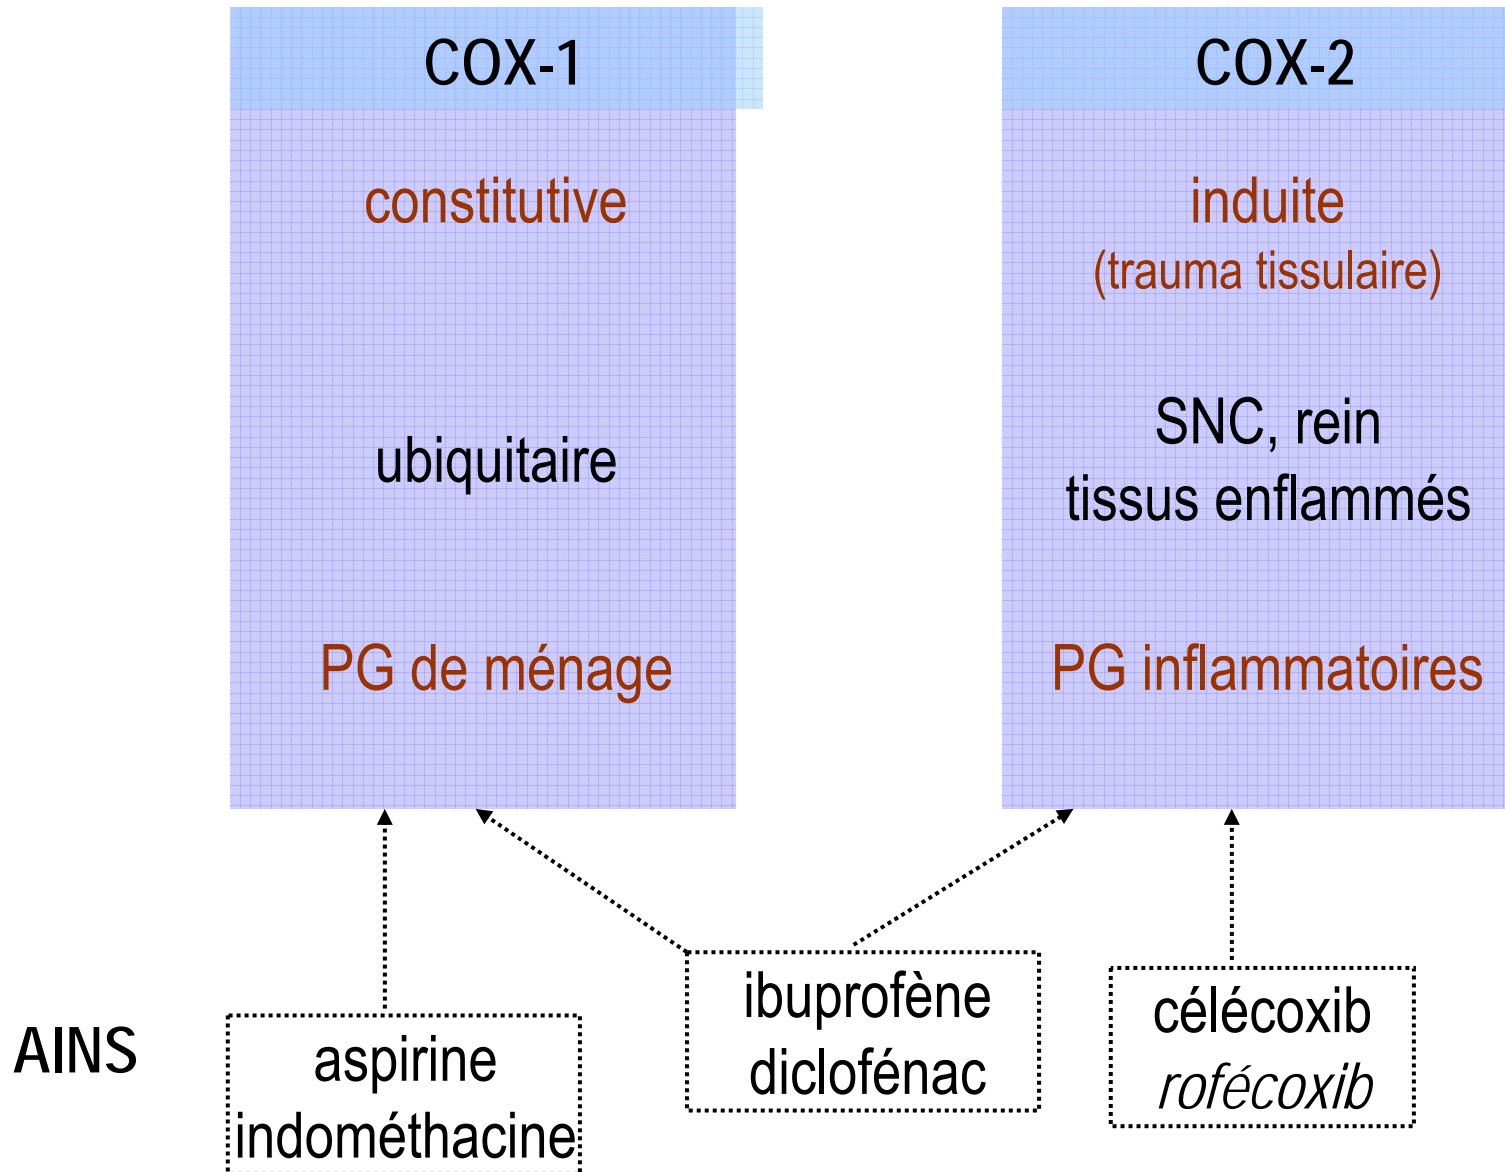 COX-1
constitutive
ubiquitaire
PG de ménage
COX-2
induite
(trauma tissulaire)
SNC, rein
tissus enflammés
PG inflammatoires
AINS
aspirine
indométhacine
ibuprofène
diclofénac
célécoxib
rofécoxib